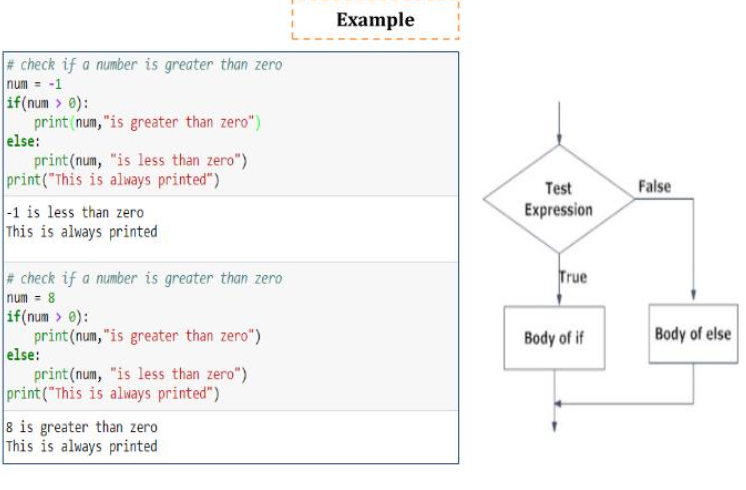 Example
# check if a number is greater than zero
num = -1
if(num > 0):
    print(num,"is greater than zero")
else:
    print(num, "is less than zero")
print("This is always printed")
-1 is less than zero
This is always printed
# check if a number is greater than zero
num = 8
if(num > 0):
    print(num,"is greater than zero")
else:
    print(num, "is less than zero")
print("This is always printed")
8 is greater than zero
This is always printed
Test
Expression
False
True
Body of if
Body of else